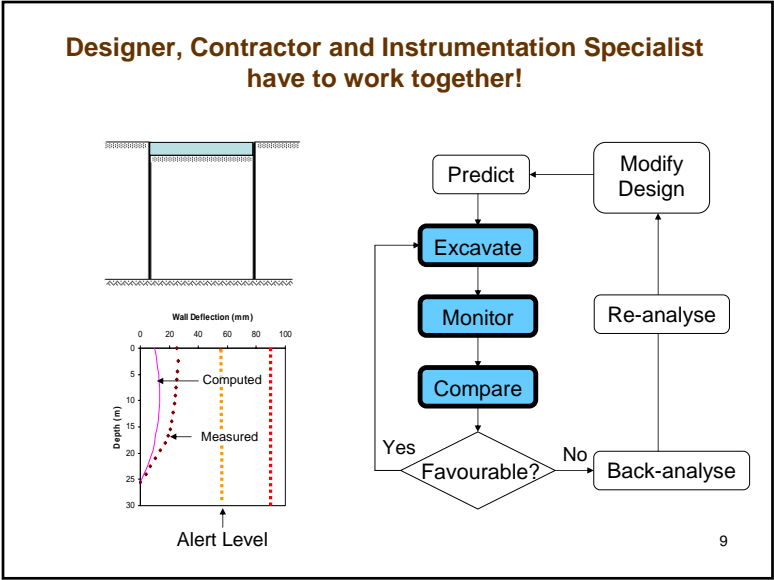 Designer, Contractor and Instrumentation Specialist
have to work together!
Predict
Modify
Design
Excavate
Monitor
Re-analyse
Compare
Yes
Favourable?
No
Back-analyse
Wall Deflection (mm)
0 20 40 60 80 100
Depth (m)
0
5
10
15
20
25
30
Computed
Measured
Alert Level
9